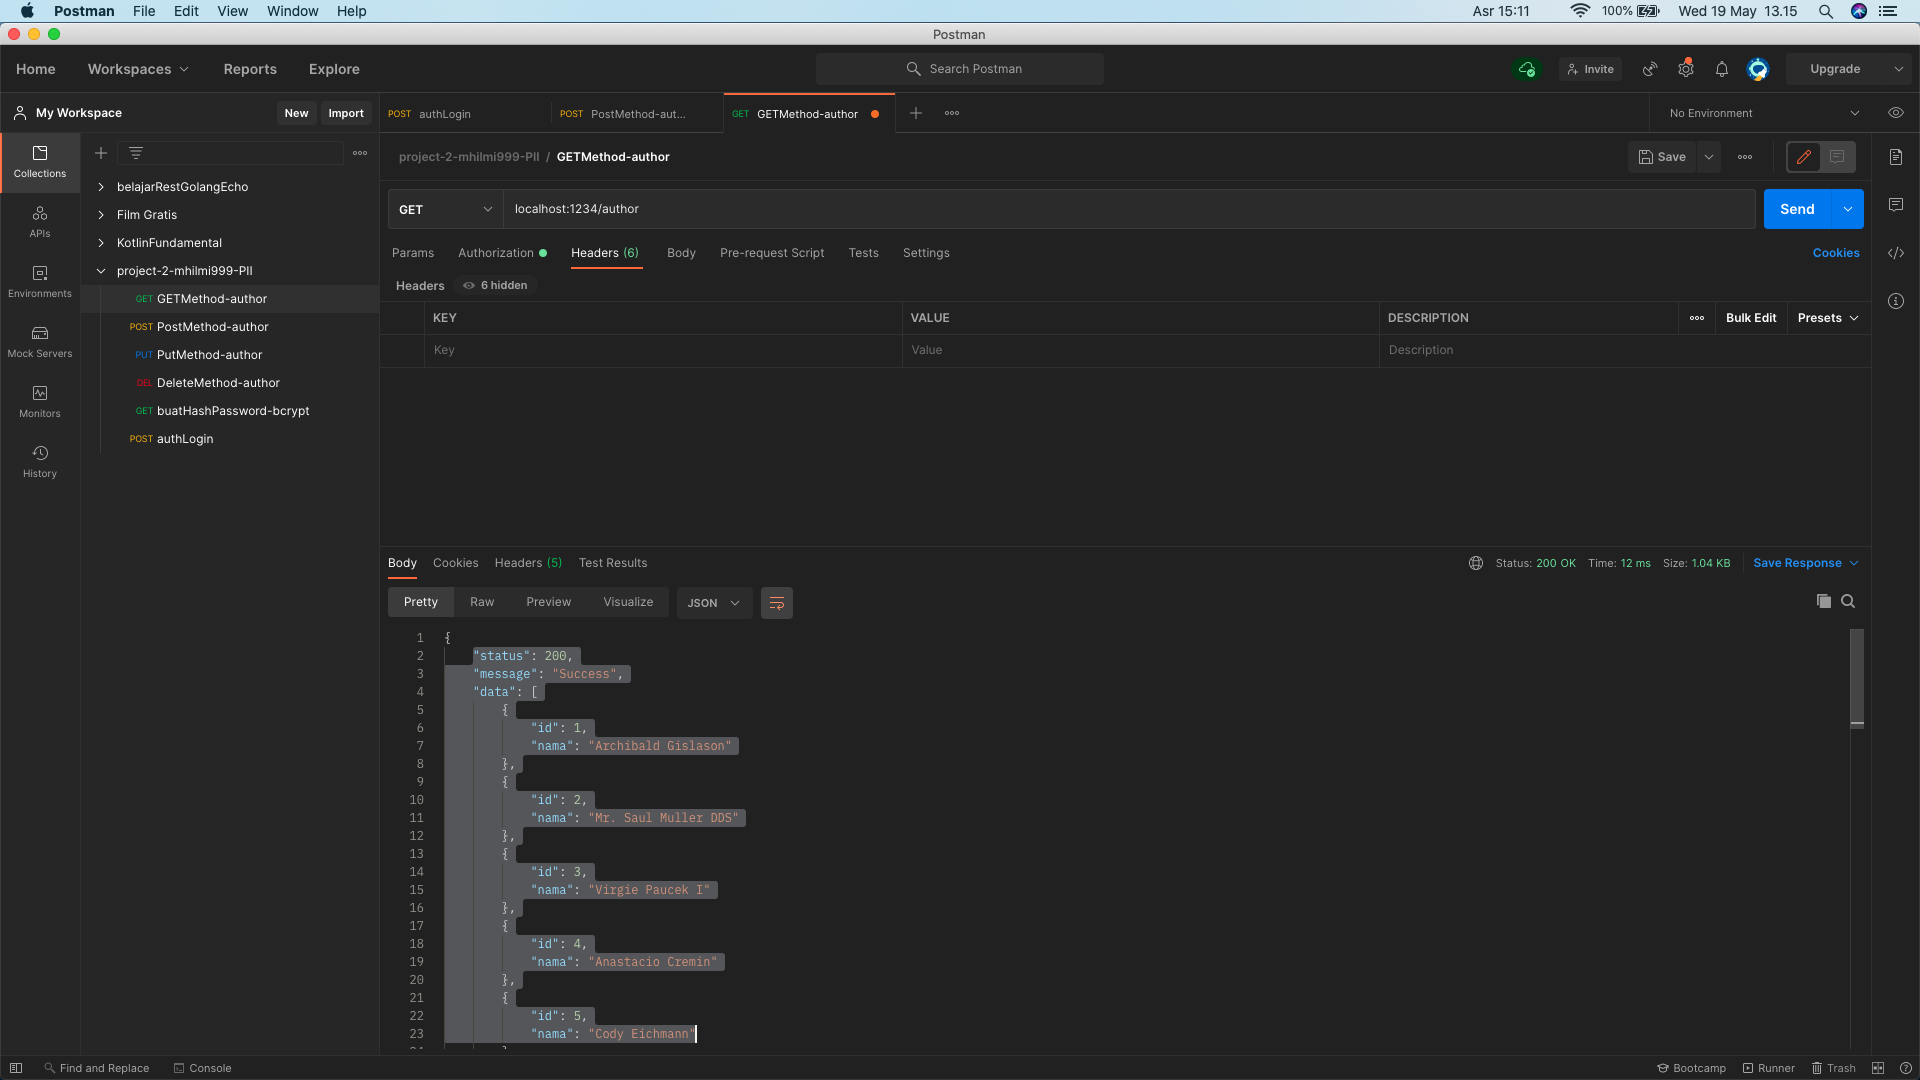 Postman File Edit View Window Help Asr 15:11 100% Wed 19 May 13.15
Postman
Home Workspaces Reports Explore Search Postman Invite Upgrade
My Workspace New Import POST authLogin POST PostMethod-aut... GET GETMethod-author No Environment
Collections
APIs
Environments
Mock Servers
Monitors
History
belajarRestGolangEcho
Film Gratis
KotlinFundamental
project-2-mhilmi999-PII
GET GETMethod-author
POST PostMethod-author
PUT PutMethod-author
DEL DeleteMethod-author
GET buatHashPassword-bcrypt
POST authLogin
project-2-mhilmi999-PII / GETMethod-author Save
GET localhost:1234/author Send
Params Authorization Headers (6) Body Pre-request Script Tests Settings Cookies
Headers 6 hidden
KEY VALUE DESCRIPTION Bulk Edit Presets
Key Value Description
Body Cookies Headers (5) Test Results Status: 200 OK Time: 12 ms Size: 1.04 KB Save Response
Pretty Raw Preview Visualize JSON
1 {
2 "status": 200,
3 "message": "Success",
4 "data": [
5 {
6 "id": 1,
7 "nama": "Archibald Gislason"
8 },
9 {
10 "id": 2,
11 "nama": "Mr. Saul Muller DDS"
12 },
13 {
14 "id": 3,
15 "nama": "Virgie Paucek I"
16 },
17 {
18 "id": 4,
19 "nama": "Anastacio Cremin"
20 },
21 {
22 "id": 5,
23 "nama": "Cody Eichmann"
Find and Replace Console Bootcamp Runner Trash